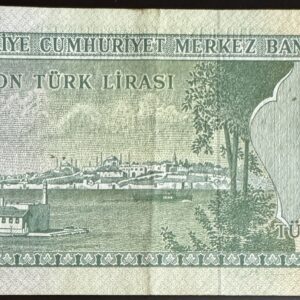 İYE CUMHURİYET MERKEZ BAN
ON TÜRK LİRASI
TÜ